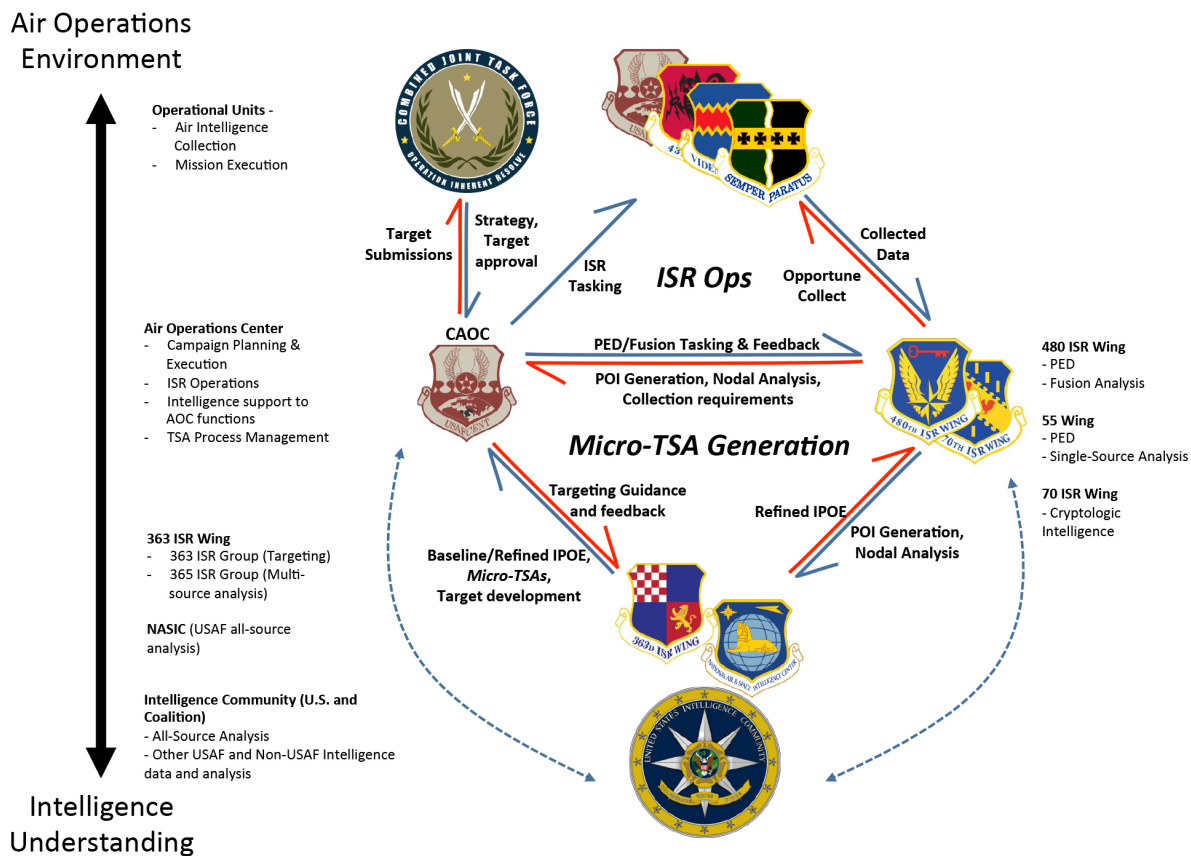 Air Operations
Environment
Operational Units -
- Air Intelligence
Collection
- Mission Execution
COMBINED JOINT TASK FORCE
OPERATION INHERENT RESOLVE
VIDE
SEMPER PARATUS
Target
Submissions
Strategy,
Target
approval
ISR
Tasking
ISR Ops
Collected
Data
Opportune
Collect
Air Operations Center
- Campaign Planning &
Execution
- ISR Operations
- Intelligence support to
AOC functions
- TSA Process Management
CAOC
USAFCENT
PED/Fusion Tasking & Feedback
POI Generation, Nodal Analysis,
Collection requirements
480TH ISR WING
70TH ISR WING
480 ISR Wing
- PED
- Fusion Analysis
55 Wing
- PED
- Single-Source Analysis
70 ISR Wing
- Cryptologic
Intelligence
Micro-TSA Generation
Targeting Guidance
and feedback
Baseline/Refined IPOE,
Micro-TSAs,
Target development
Refined IPOE
POI Generation,
Nodal Analysis
363 ISR Wing
- 363 ISR Group (Targeting)
- 365 ISR Group (Multi-
source analysis)
NASIC (USAF all-source
analysis)
363D ISR WING
NATIONAL AIR & SPACE INTELLIGENCE CENTER
Intelligence Community (U.S. and
Coalition)
- All-Source Analysis
- Other USAF and Non-USAF Intelligence
data and analysis
UNITED STATES INTELLIGENCE COMMUNITY
Intelligence
Understanding